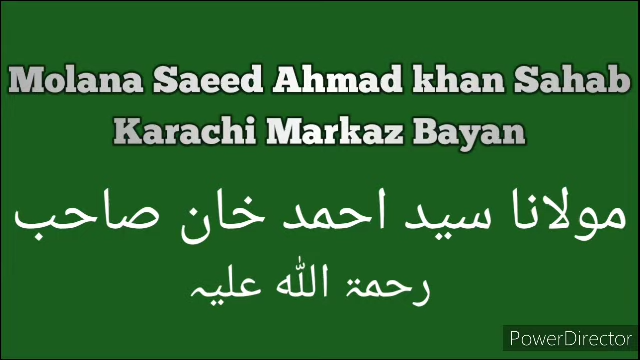 Molana Saeed Ahmad khan Sahab
Karachi Markaz Bayan
مولانا سید احمد خان صاحب
رحمۃ اللہ علیہ
PowerDirector